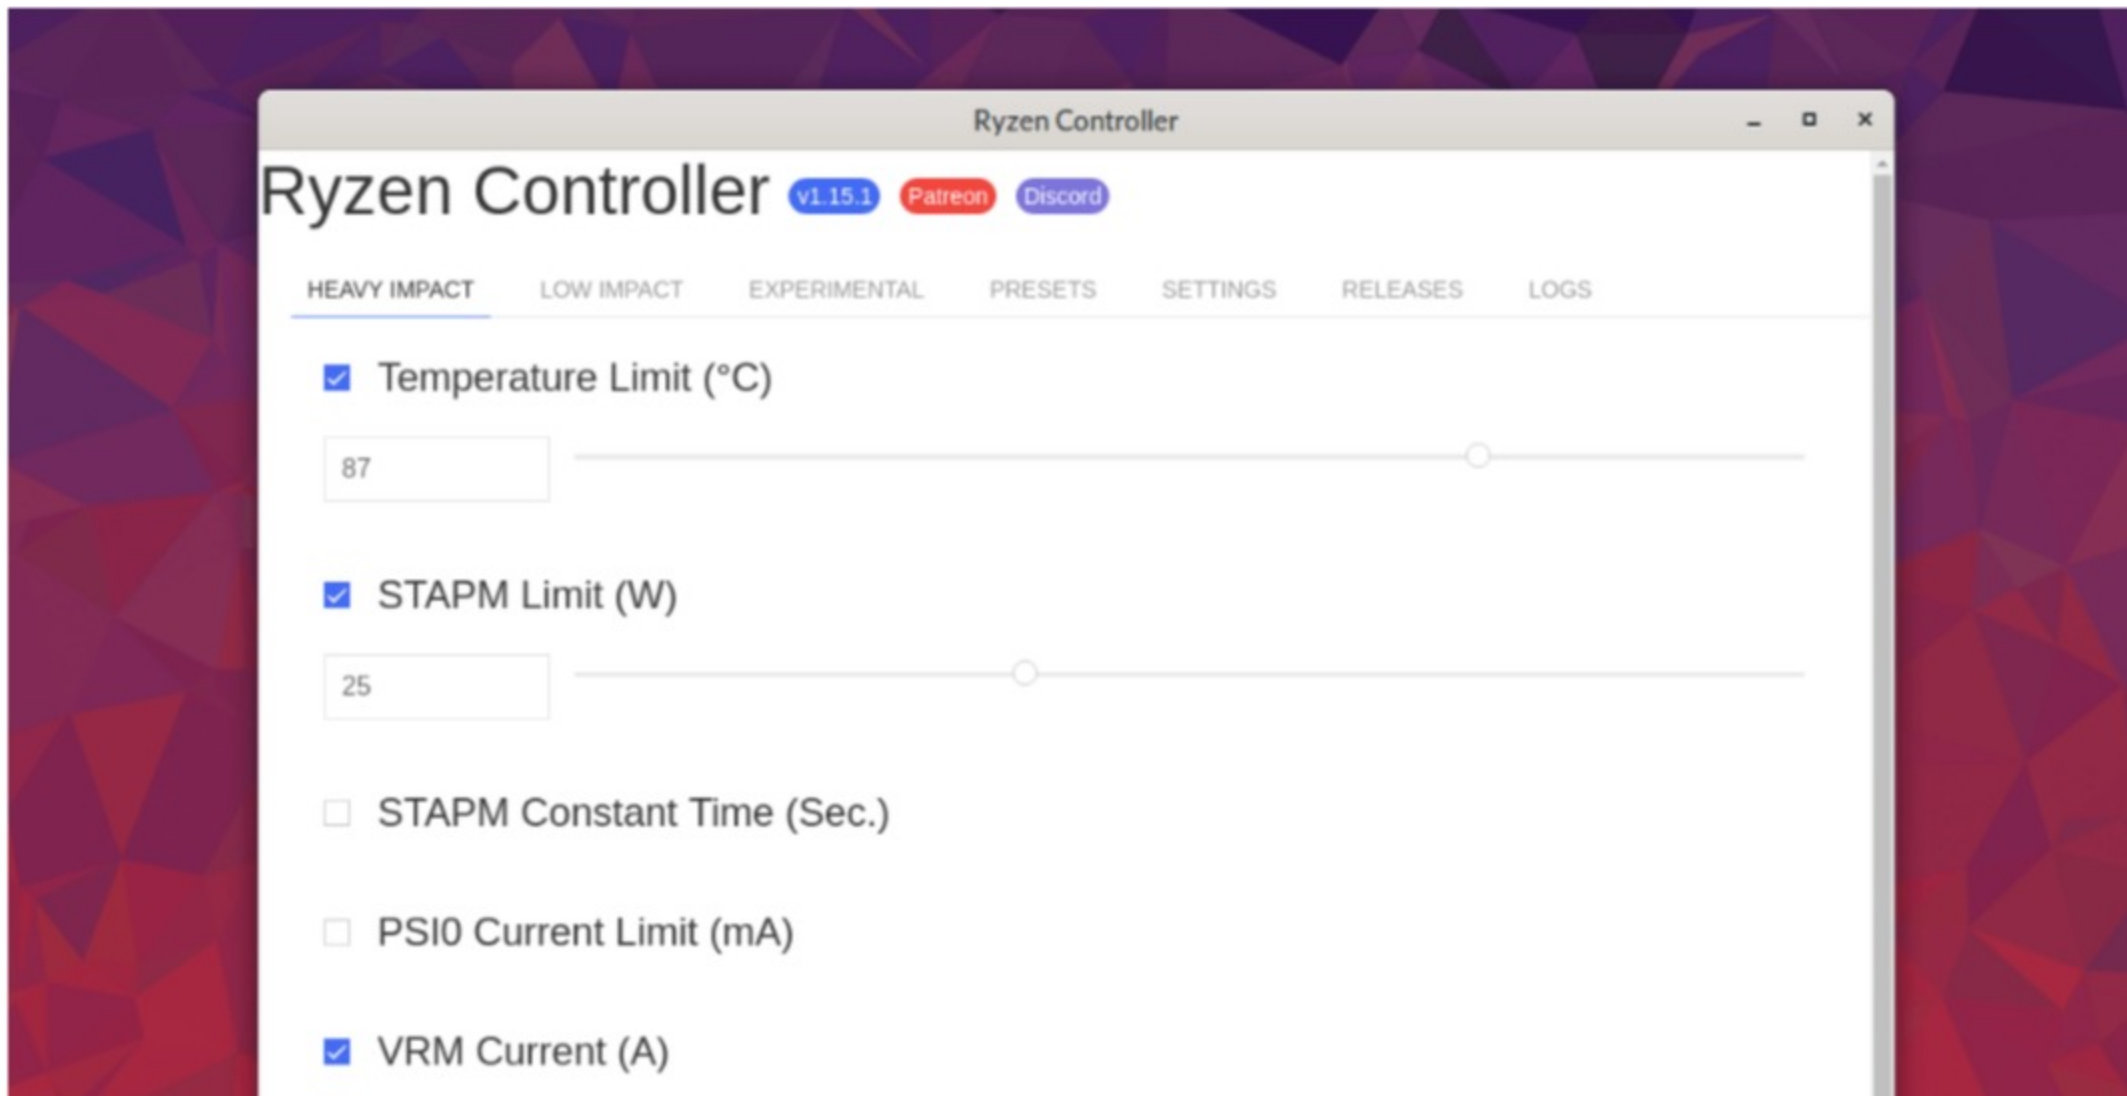 Ryzen Controller
Ryzen Controller v1.15.1 Patreon Discord
HEAVY IMPACT LOW IMPACT EXPERIMENTAL PRESETS SETTINGS RELEASES LOGS
Temperature Limit (°C)
87
STAPM Limit (W)
25
STAPM Constant Time (Sec.)
PSI0 Current Limit (mA)
VRM Current (A)